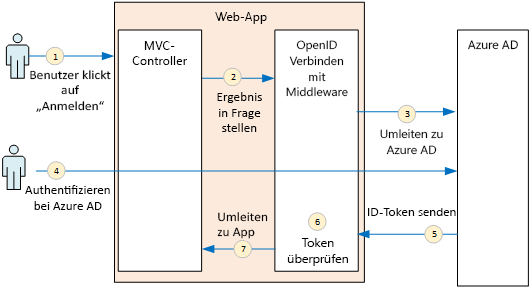 Web-App
MVC-
Controller
OpenID
Verbinden
mit
Middleware
Azure AD
1
Benutzer klickt
auf
„Anmelden“
2
Ergebnis
in Frage
stellen
3
Umleiten zu
Azure AD
4
Authentifizieren
bei Azure AD
ID-Token senden
5
6
Token
überprüfen
Umleiten
zu App
7